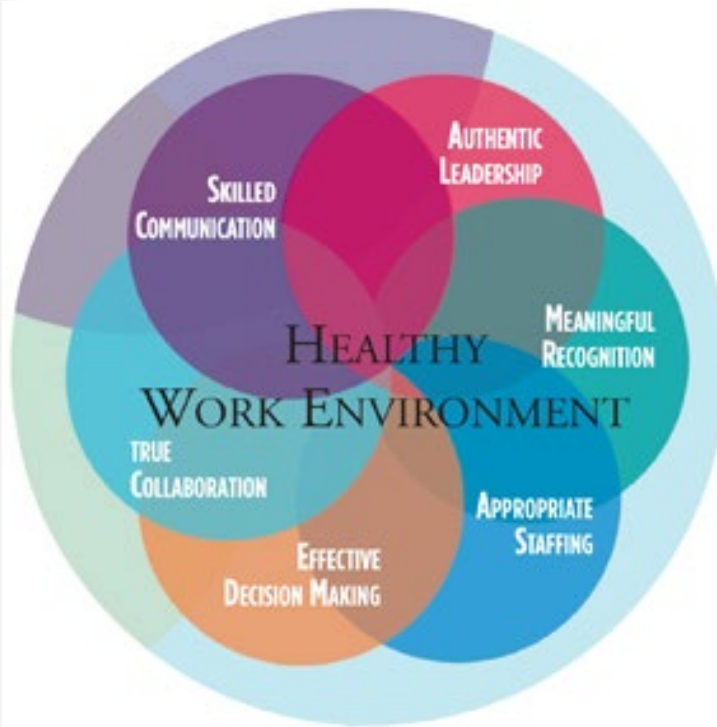 AUTHENTIC
LEADERSHIP
SKILLED
COMMUNICATION
MEANINGFUL
RECOGNITION
HEALTHY
WORK ENVIRONMENT
TRUE
COLLABORATION
APPROPRIATE
STAFFING
EFFECTIVE
DECISION MAKING